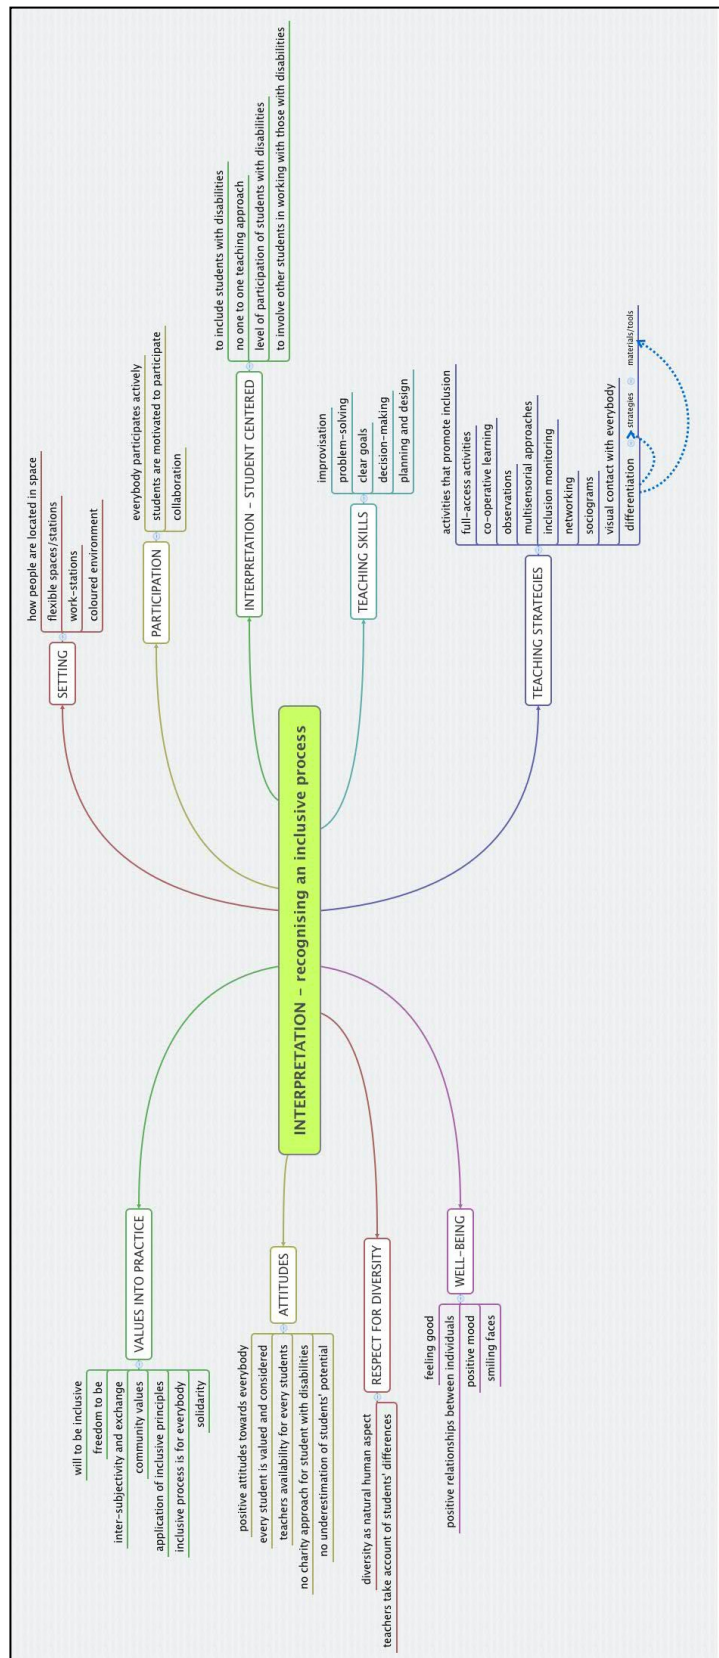 INTERPRETATION – recognising an inclusive process
VALUES INTO PRACTICE
will to be inclusive
freedom to be
inter-subjectivity and exchange
community values
application of inclusive principles
inclusive process is for everybody
solidarity
ATTITUDES
positive attitudes towards everybody
every student is valued and considered
teachers availability for every students
no charity approach for student with disabilities
no underestimation of students' potential
RESPECT FOR DIVERSITY
diversity as natural human aspect
teachers take account of students' differences
WELL-BEING
feeling good
positive relationships between individuals
positive mood
smiling faces
SETTING
how people are located in space
flexible spaces/stations
work-stations
coloured environment
PARTICIPATION
everybody participates actively
students are motivated to participate
collaboration
INTERPRETATION – STUDENT CENTERED
to include students with disabilities
no one to one teaching approach
level of participation of students with disabilities
to involve other students in working with those with disabilities
TEACHING SKILLS
improvisation
problem-solving
clear goals
decision-making
planning and design
TEACHING STRATEGIES
activities that promote inclusion
full-access activities
co-operative learning
observations
multisensorial approaches
inclusion monitoring
networking
sociograms
visual contact with everybody
differentiation strategies materials/tools